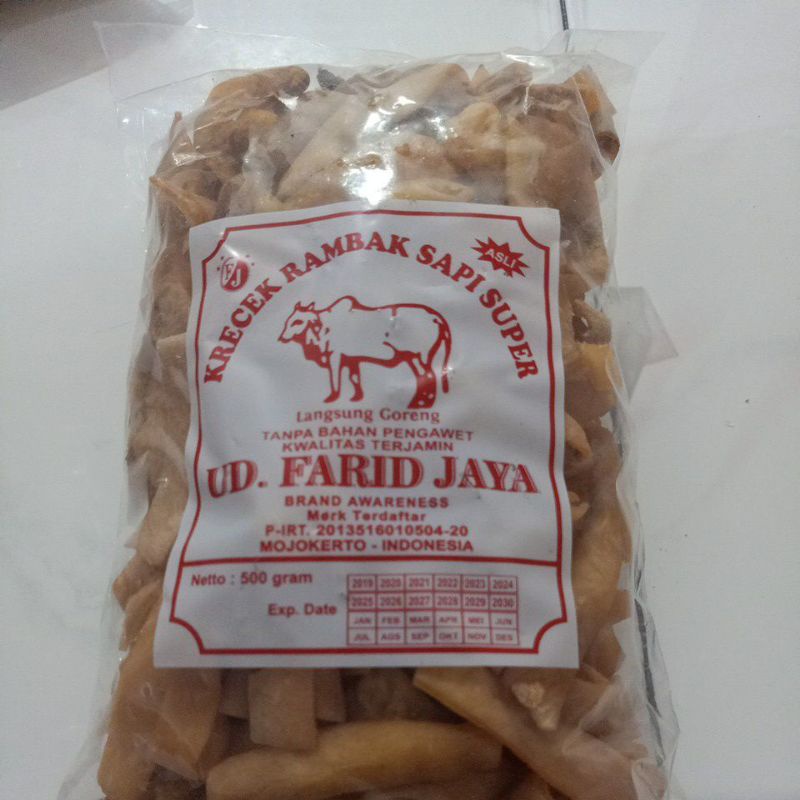 FJ
ASLI
KRECEK RAMBAK SAPI SUPER
Langsung Goreng
TANPA BAHAN PENGAWET
KWALITAS TERJAMIN
UD. FARID JAYA
BRAND AWARENESS
Merk Terdaftar
P-IRT. 2013516010504-20
MOJOKERTO - INDONESIA
Netto : 500 gram
Exp. Date
2019 2020 2021 2022 2023 2024
2025 2026 2027 2028 2029 2030
JAN FEB MAR APR MEI JUN
JUL AGS SEP OKT NOV DES